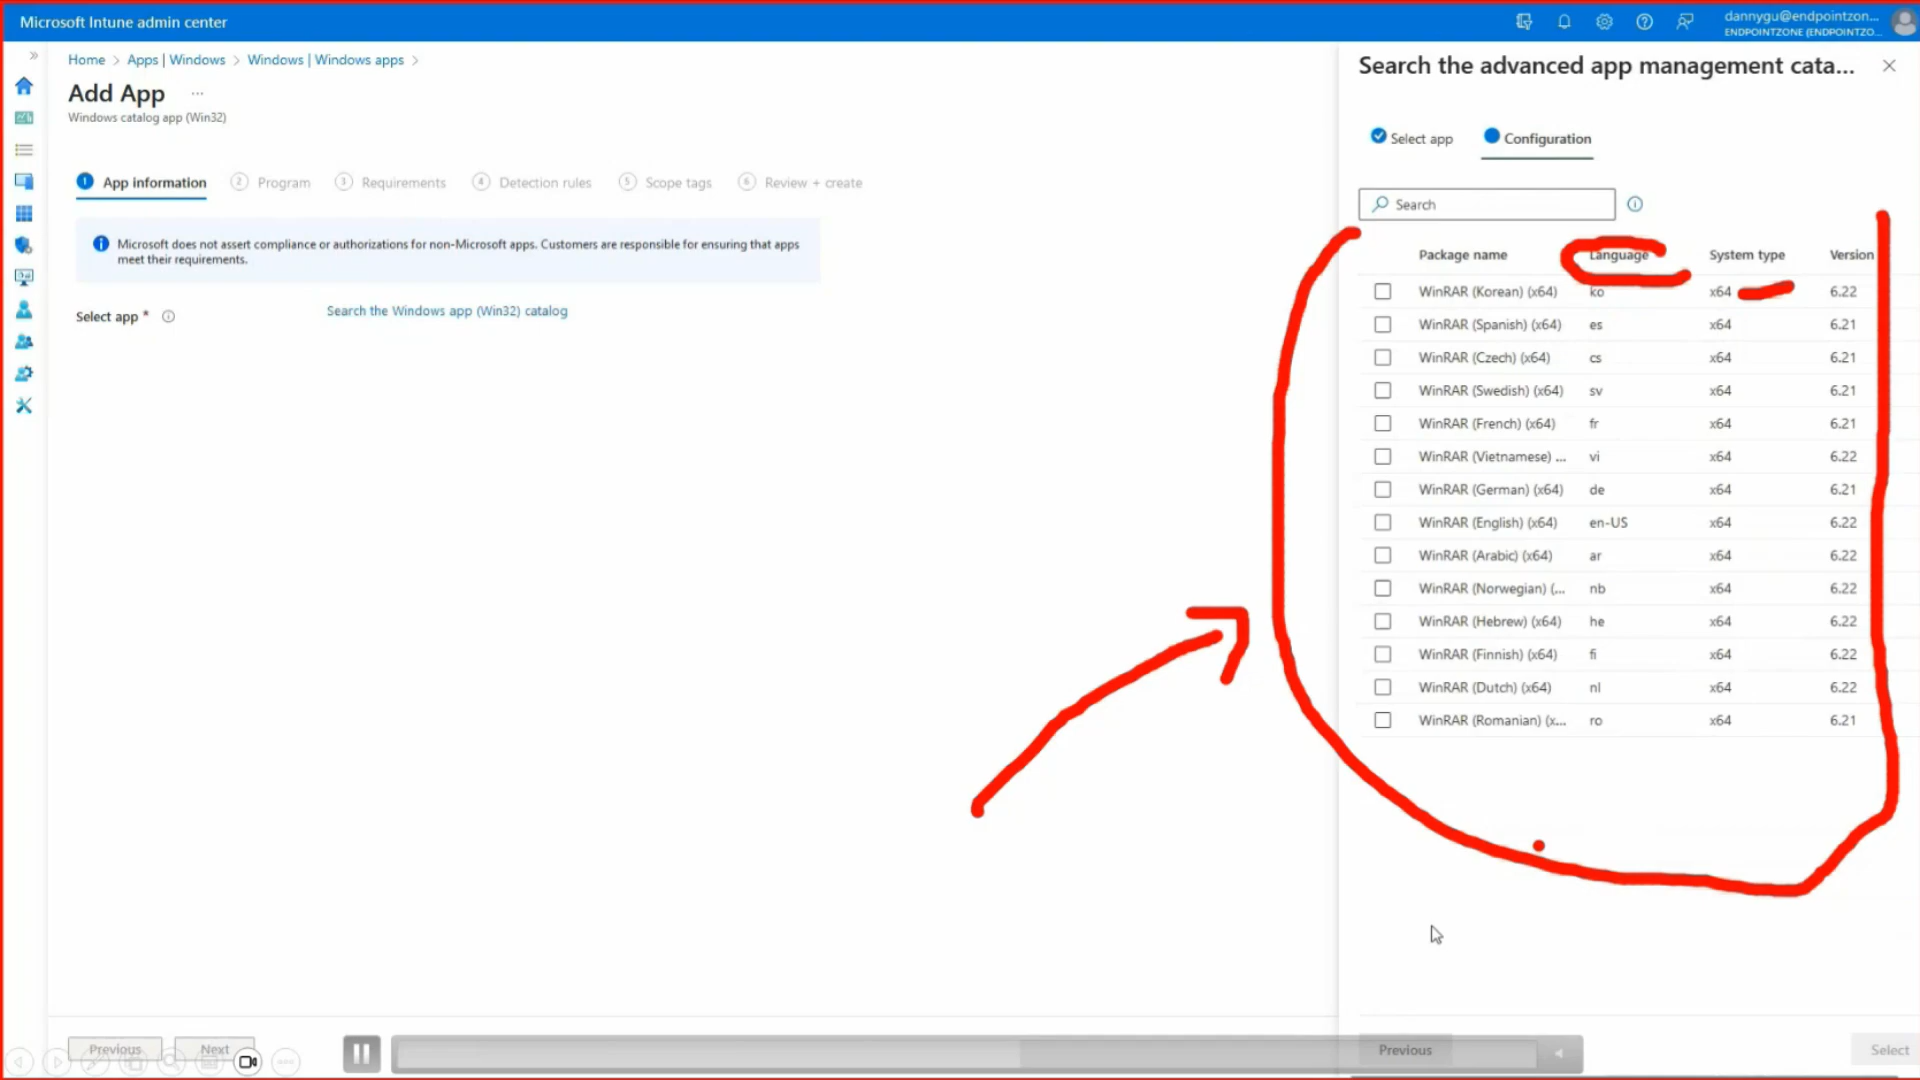 Microsoft Intune admin center
dannygu@endpointzon...
ENDPOINTZONE (ENDPOINTZO...
Home > Apps | Windows > Windows | Windows apps >
Add App ...
Windows catalog app (Win32)
1 App information 2 Program 3 Requirements 4 Detection rules 5 Scope tags 6 Review + create
Microsoft does not assert compliance or authorizations for non-Microsoft apps. Customers are responsible for ensuring that apps
meet their requirements.
Select app * Search the Windows app (Win32) catalog
Previous Next
Search the advanced app management cata...
Select app Configuration
Search
Package name Language System type Version
WinRAR (Korean) (x64) ko x64 6.22
WinRAR (Spanish) (x64) es x64 6.21
WinRAR (Czech) (x64) cs x64 6.21
WinRAR (Swedish) (x64) sv x64 6.21
WinRAR (French) (x64) fr x64 6.21
WinRAR (Vietnamese) ... vi x64 6.22
WinRAR (German) (x64) de x64 6.21
WinRAR (English) (x64) en-US x64 6.22
WinRAR (Arabic) (x64) ar x64 6.22
WinRAR (Norwegian) (... nb x64 6.22
WinRAR (Hebrew) (x64) he x64 6.22
WinRAR (Finnish) (x64) fi x64 6.22
WinRAR (Dutch) (x64) nl x64 6.22
WinRAR (Romanian) (x... ro x64 6.21
Previous Select